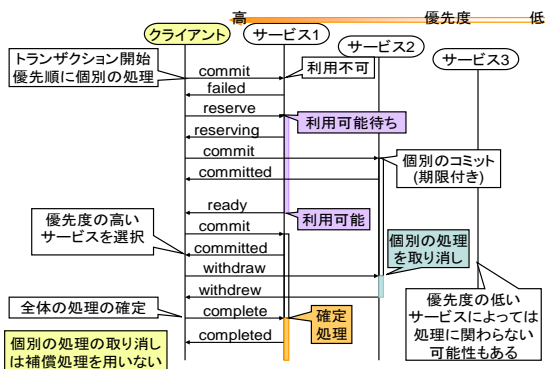 高 優先度 低
クライアント
サービス1
サービス2
サービス3
トランザクション開始
優先順に個別の処理
commit
利用不可
failed
reserve
利用可能待ち
reserving
commit
個別のコミット
(期限付き)
committed
ready
利用可能
優先度の高い
サービスを選択
commit
committed
個別の処理
を取り消し
withdraw
withdrew
優先度の低い
サービスによっては
処理に関わらない
可能性もある
全体の処理の確定
complete
確定
処理
completed
個別の処理の取り消し
は補償処理を用いない